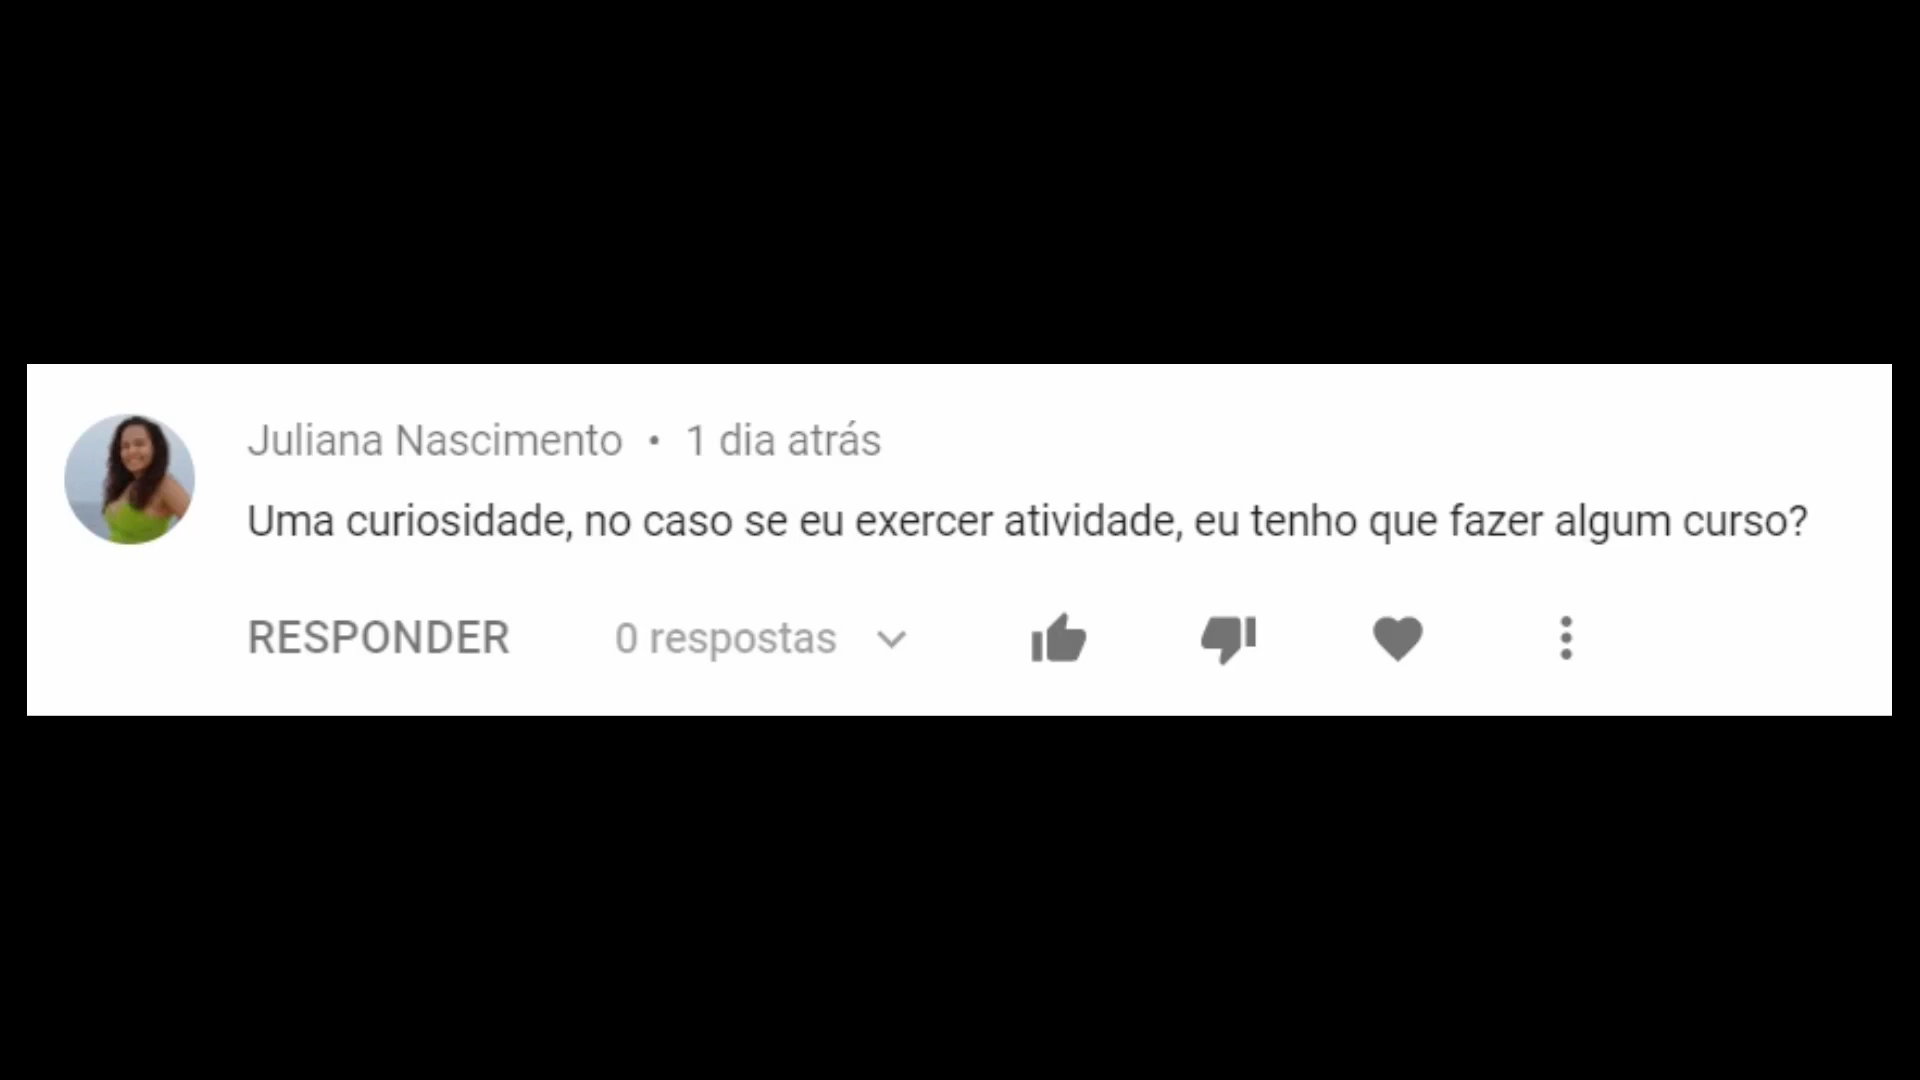 Juliana Nascimento • 1 dia atrás
Uma curiosidade, no caso se eu exercer atividade, eu tenho que fazer algum curso?
RESPONDER 0 respostas